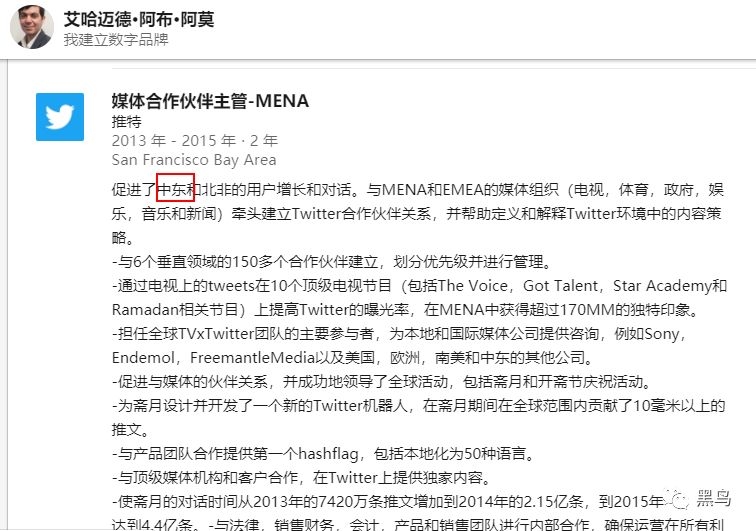 艾哈迈德•阿布•阿莫
我建立数字品牌
媒体合作伙伴主管-MENA
推特
2013 年 - 2015 年 · 2 年
San Francisco Bay Area
促进了中东和北非的用户增长和对话。与MENA和EMEA的媒体组织（电视，体育，政府，娱
乐，音乐和新闻）牵头建立Twitter合作伙伴关系，并帮助定义和解释Twitter环境中的内容策
略。
-与6个垂直领域的150多个合作伙伴建立，划分优先级并进行管理。
-通过电视上的tweets在10个顶级电视节目（包括The Voice，Got Talent，Star Academy和
Ramadan相关节目）上提高Twitter的曝光率，在MENA中获得超过170MM的独特印象。
-担任全球TVxTwitter团队的主要参与者，为本地和国际媒体公司提供咨询，例如Sony，
Endemol，FreemantleMedia以及美国，欧洲，南美和中东的其他公司。
-促进与媒体的伙伴关系，并成功地领导了全球活动，包括斋月和开斋节庆祝活动。
-为斋月设计并开发了一个新的Twitter机器人，在斋月期间在全球范围内贡献了10毫米以上的
推文。
-与产品团队合作提供第一个hashflag，包括本地化为50种语言。
-与顶级媒体机构和客户合作，在Twitter上提供独家内容。
-使斋月的对话时间从2013年的7420万条推文增加到2014年的2.15亿条，到2015年
黑鸟
达到4.4亿条。-与法律，销售财务，会计，产品和销售团队进行内部合作，确保运营在所有利